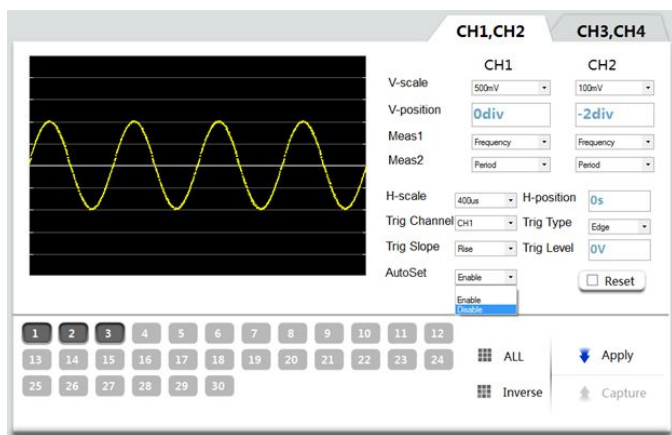 CH1,CH2 CH3,CH4
CH1 CH2
V-scale 500mV 100mV
V-position 0div -2div
Meas1 Frequency Frequency
Meas2 Period Period
H-scale 400us H-position 0s
Trig Channel CH1 Trig Type Edge
Trig Slope Rise Trig Level 0V
AutoSet Enable Reset
Enable
Disable
1 2 3 4 5 6 7 8 9 10 11 12
13 14 15 16 17 18 19 20 21 22 23 24
25 26 27 28 29 30
ALL Apply
Inverse Capture